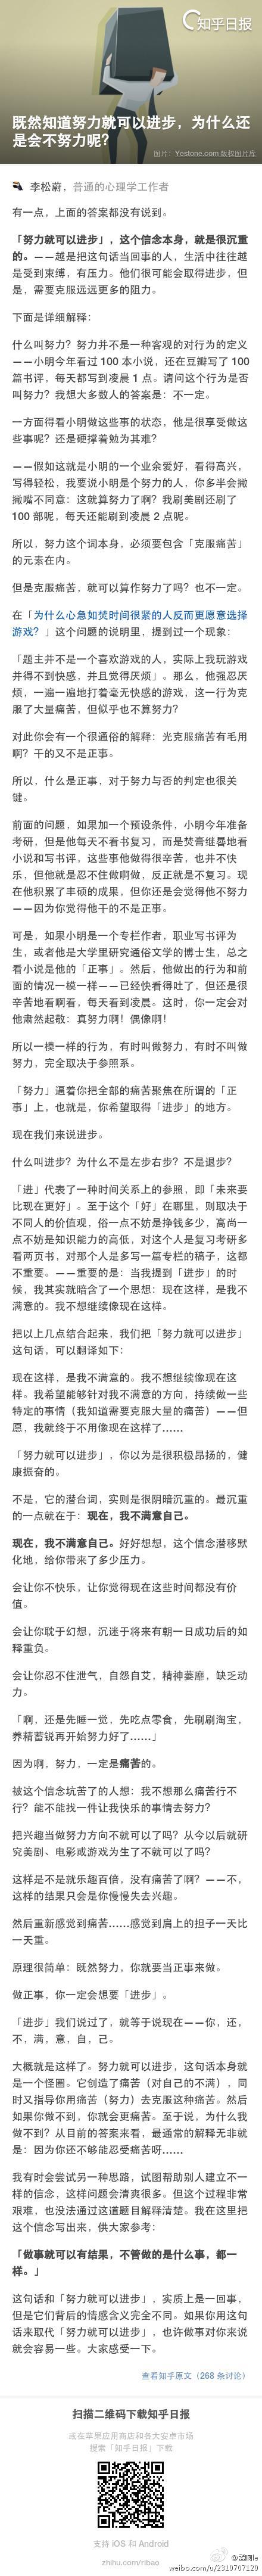 知乎日报
既然知道努力就可以进步，为什么还
是会不努力呢？
图片：Yestone.com 版权图片库
李松蔚，普通的心理学工作者
有一点，上面的答案都没有说到。
「努力就可以进步」，这个信念本身，就是很沉重
的。——越是把这句话当回事的人，生活中往往越
是受到束缚，有压力。他们很可能会取得进步，但
是，需要克服远远更多的阻力。
下面是详细解释：
什么叫努力？努力并不是一种客观的对行为的定义
——小明今年看过 100 本小说，还在豆瓣写了 100
篇书评，每天都写到凌晨 1 点。请问这个行为是否
叫努力？我想大多数人的答案是：不一定。
一方面得看小明做这些事的状态，他是很享受做这
些事呢？还是硬撑着勉为其难？
——假如这就是小明的一个业余爱好，看得高兴，
写得轻松，我要说小明是个努力的人，你多半会撇
撇嘴不同意：这就算努力了啊？我刷美剧还刷了
100 部呢，每天还能刷到凌晨 2 点呢。
所以，努力这个词本身，必须要包含「克服痛苦」
的元素在内。
但是克服痛苦，就可以算作努力了吗？也不一定。
在「为什么心急如焚时间很紧的人反而更愿意选择
游戏？」这个问题的说明里，提到过一个现象：
「题主并不是一个喜欢游戏的人，实际上我玩游戏
并得不到快感，并且觉得厌烦」。那么，他强忍厌
烦，一遍一遍地打着毫无快感的游戏，这一行为克
服了大量痛苦，但似乎也不算努力？
对此你会有一个很通俗的解释：光克服痛苦有毛用
啊？干的又不是正事。
所以，什么是正事，对于努力与否的判定也很关
键。
前面的问题，如果加一个预设条件，小明今年准备
考研，但是他每天不看书复习，而是焚膏继晷地看
小说和写书评，这些事他做得很辛苦，也并不快
乐，但他就是忍不住做啊做，反正就是不复习。现
在他积累了丰硕的成果，但你还是会觉得他不努力
——因为你觉得他干的不是正事。
可是，如果小明是一个专栏作者，职业写书评为
生，或者他是大学里研究通俗文学的博士生，总之
看小说是他的「正事」。然后，他做出的行为和前
面的情况一模一样——已经快看得吐了，但还是很
辛苦地看啊看，每天看到凌晨。这时，你一定会对
他肃然起敬：真努力啊！偶像啊！
所以一模一样的行为，有时叫做努力，有时不叫做
努力，完全取决于参照系。
「努力」逼着你把全部的痛苦聚焦在所谓的「正
事」上，也就是，你希望取得「进步」的地方。
现在我们来说进步。
什么叫进步？为什么不是左步右步？不是退步？
「进」代表了一种时间关系上的参照，即「未来要
比现在更好」。至于这个「好」在哪里，则取决于
不同人的价值观，俗一点不妨是挣钱多少，高尚一
点不妨是知识能力的高低，对这个人是复习考研多
看两页书，对那个人是多写一篇专栏的稿子，这都
不重要。——重要的是：当我提到「进步」的时
候，我其实就暗含了一个思想：现在这样，是我不
满意的。我不想继续像现在这样。
把以上几点结合起来，我们把「努力就可以进步」
这句话，可以翻译如下：
现在这样，是我不满意的。我不想继续像现在这
样。我希望能够针对我不满意的方向，持续做一些
特定的事情（我知道需要克服大量的痛苦）——但
愿，我就终于不用像现在这样了……
「努力就可以进步」，你以为是很积极昂扬的，健
康振奋的。
不是，它的潜台词，实则是很阴暗沉重的。最沉重
的一点就在于：现在，我不满意自己。
现在，我不满意自己。好好想想，这个信念潜移默
化地，给你带来了多少压力。
会让你不快乐，让你觉得现在这些时间都没有价
值。
会让你耽于幻想，沉迷于将来有朝一日成功后的如
释重负。
会让你忍不住泄气，自怨自艾，精神萎靡，缺乏动
力。
「啊，还是先睡一觉，先吃点零食，先刷刷淘宝，
养精蓄锐再开始努力好了……」
因为啊，努力，一定是痛苦的。
被这个信念坑苦了的人想：我不想那么痛苦行不
行？能不能找一件让我快乐的事情去努力？
把兴趣当做努力方向不就可以了吗？从今以后就研
究美剧、电影或游戏为生了不就可以了吗？
这样是不是就乐趣百倍，没有痛苦了啊？——不，
这样的结果只会是你慢慢失去兴趣。
然后重新感觉到痛苦……感觉到肩上的担子一天比
一天重。
原理很简单：既然努力，你就要当正事来做。
做正事，你一定会想要「进步」。
「进步」我们说过了，就等于说现在——你，还，
不，满，意，自，己。
大概就是这样了。努力就可以进步，这句话本身就
是一个怪圈。它创造了痛苦（对自己的不满），同
时又指导你用痛苦（努力）去克服这种痛苦。然后
如果你做不到，你就会更痛苦。至于说，为什么我
做不到？从目前的答案来看，最通常的解释无非就
是：因为你还不够能忍受痛苦呀……
我有时会尝试另一种思路，试图帮助别人建立不一
样的信念，这样问题会清爽很多。但这个过程非常
艰难，也没法通过这道题目解释清楚。我在这里把
这个信念写出来，供大家参考：
「做事就可以有结果，不管做的是什么事，都一
样。」
这句话和「努力就可以进步」，实质上是一回事，
但是它们背后的情感含义完全不同。如果你用这句
话来取代「努力就可以进步」，也许做事对你来说
就会容易一些。大家感受一下。
查看知乎原文（268 条讨论）
扫描二维码下载知乎日报
或在苹果应用商店和各大安卓市场
搜索「知乎日报」下载
支持 iOS 和 Android
zhihu.com/ribao
weibo.com/u/2310707120